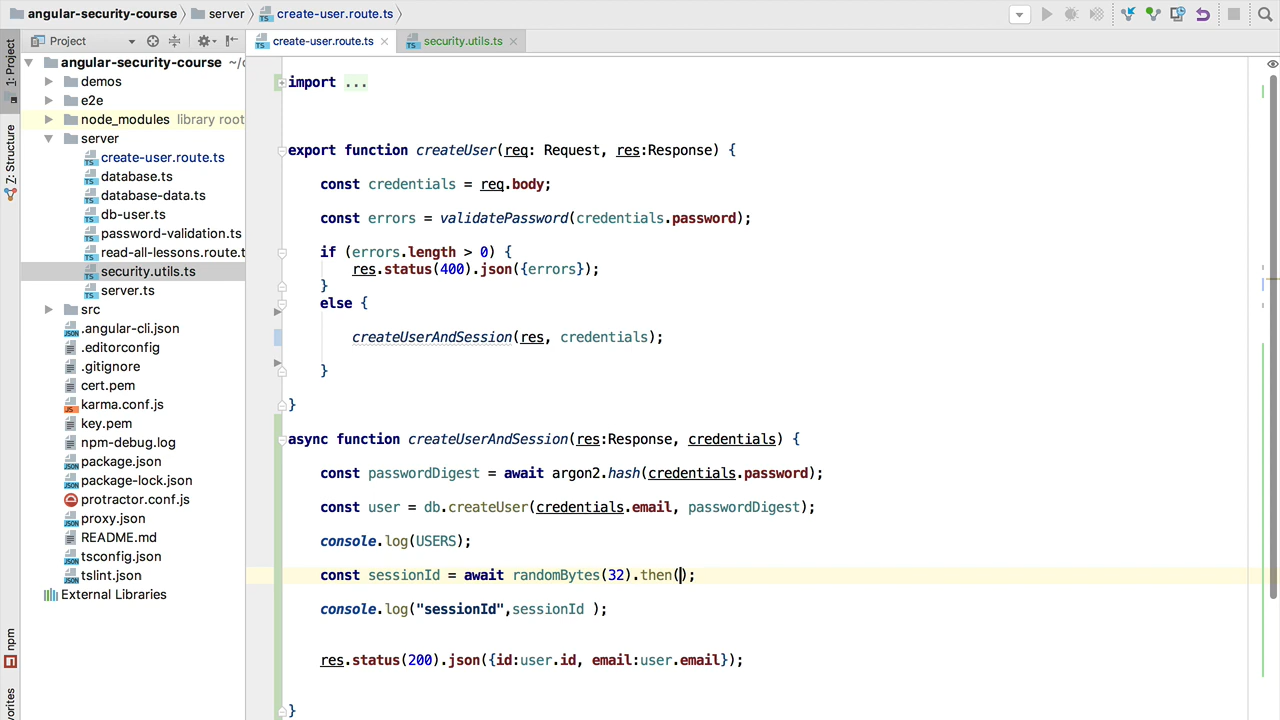 angular-security-course
server
create-user.route.ts
Project
create-user.route.ts
security.utils.ts
1: Project
Z: Structure
npm
angular-security-course ~/
demos
e2e
node_modules library root
server
create-user.route.ts
database.ts
database-data.ts
db-user.ts
password-validation.ts
read-all-lessons.route.t
security.utils.ts
server.ts
src
.angular-cli.json
.editorconfig
.gitignore
cert.pem
karma.conf.js
key.pem
npm-debug.log
package.json
package-lock.json
protractor.conf.js
proxy.json
README.md
tsconfig.json
tslint.json
External Libraries
import ...
export function createUser(req: Request, res:Response) {
const credentials = req.body;
const errors = validatePassword(credentials.password);
if (errors.length > 0) {
res.status(400).json({errors});
}
else {
createUserAndSession(res, credentials);
}
}
async function createUserAndSession(res:Response, credentials) {
const passwordDigest = await argon2.hash(credentials.password);
const user = db.createUser(credentials.email, passwordDigest);
console.log(USERS);
const sessionId = await randomBytes(32).then();
console.log("sessionId",sessionId );
res.status(200).json({id:user.id, email:user.email});
}